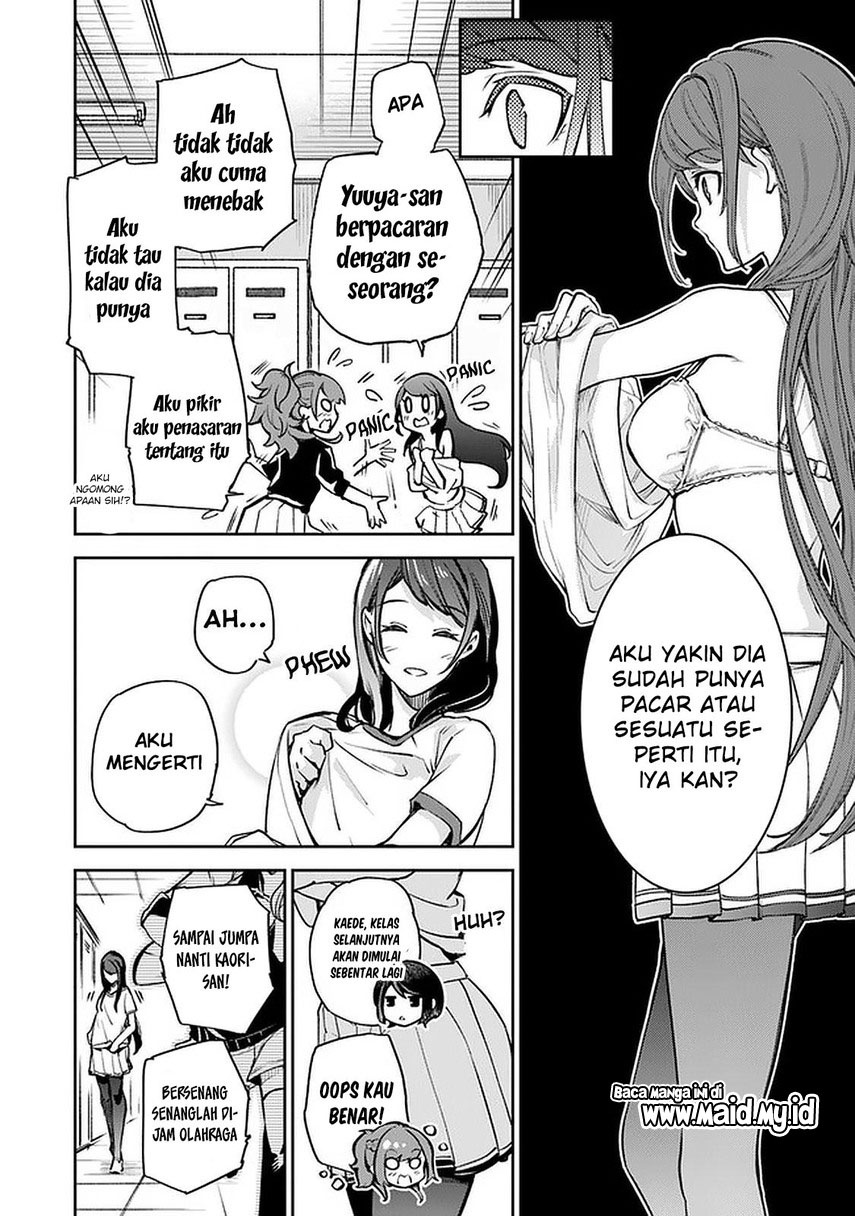 AKU YAKIN DIA
SUDAH PUNYA
PACAR ATAU
SESUATU SE-
PERTI ITU,
IYA KAN?
APA
Yuuya-san
berpacaran
dengan se-
seorang?
Ah
tidak tidak
aku cuma
menebak
Aku
tidak tau
kalau dia
punya
PANIC
PANIC
Aku pikir
aku penasaran
tentang itu
AKU
NGOMONG
APAAN SIH!?
AH...
PHEW
AKU
MENGERTI
HUH?
KAEDE, KELAS
SELANJUTNYA
AKAN DIMULAI
SEBENTAR LAGI
OOPS KAU
BENAR!
SAMPAI JUMPA
NANTI KAORI-
SAN!
BERSENANG
SENANGLAH DI-
JAM OLAHRAGA
Baca Manga ini di
www.Maid.My.id